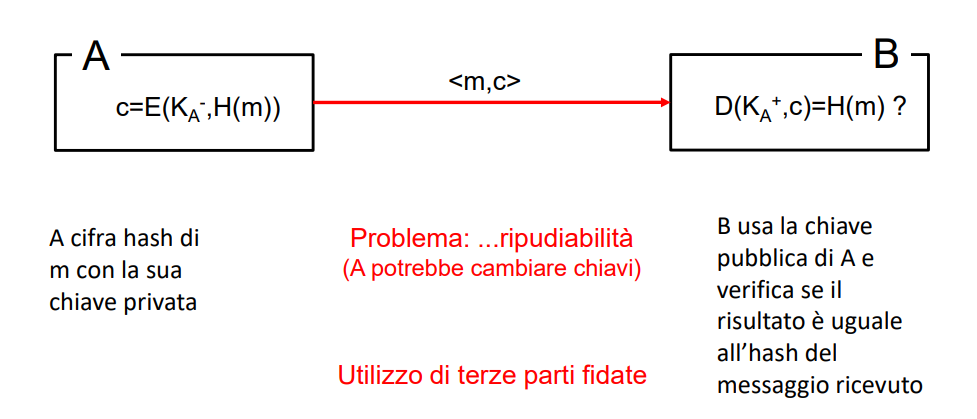 A
c=E(K_A^-,H(m))
<m,c>
B
D(K_A^+,c)=H(m) ?
A cifra hash di
m con la sua
chiave privata
Problema: ...ripudiabilità
(A potrebbe cambiare chiavi)
Utilizzo di terze parti fidate
B usa la chiave
pubblica di A e
verifica se il
risultato è uguale
all’hash del
messaggio ricevuto